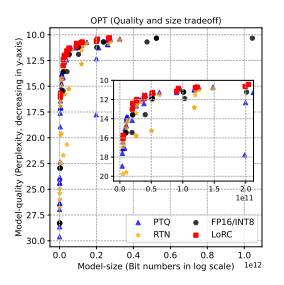 OPT (Quality and size tradeoff)
Model-quality (Perplexity, decreasing in y-axis)
10.0
12.5
15.0
17.5
20.0
22.5
25.0
27.5
30.0
10
12
14
16
18
20
0.0 0.5 1.0 1.5 2.0
1e11
PTQ FP16/INT8
RTN LoRC
0.0 0.2 0.4 0.6 0.8 1.0
1e12
Model-size (Bit numbers in log scale)